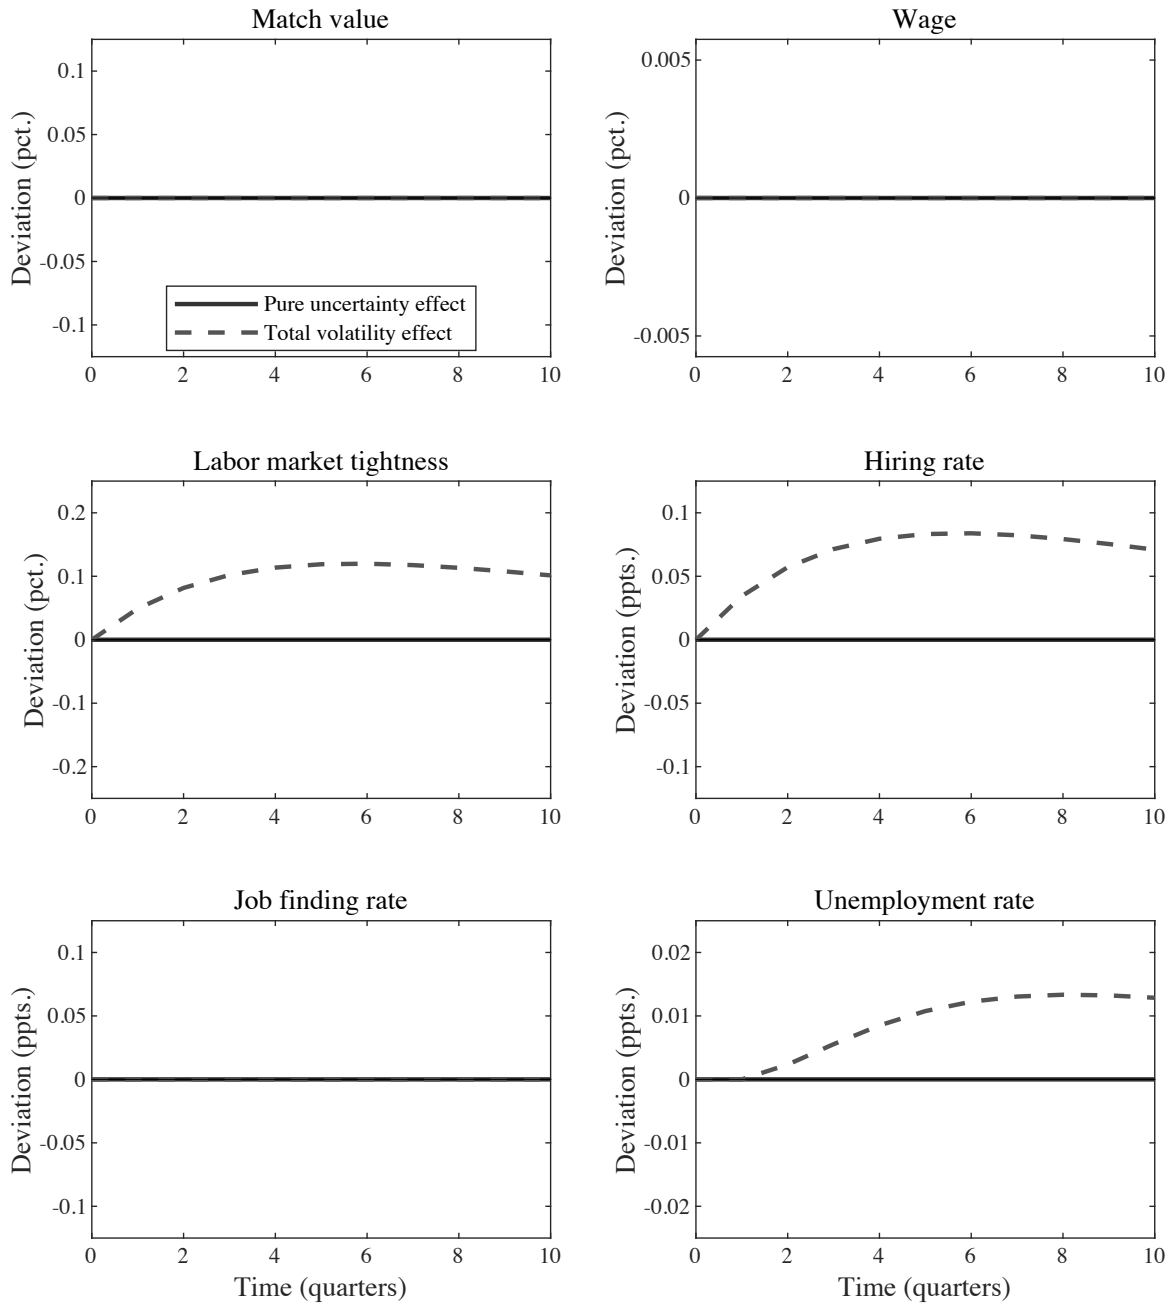 Match value
Deviation (pct.)
0.1
0.05
0
-0.05
-0.1
Pure uncertainty effect
Total volatility effect
0 2 4 6 8 10
Wage
Deviation (pct.)
0.005
0
-0.005
0 2 4 6 8 10
Labor market tightness
Deviation (pct.)
0.2
0.1
0
-0.1
-0.2
0 2 4 6 8 10
Hiring rate
Deviation (ppts.)
0.1
0.05
0
-0.05
-0.1
0 2 4 6 8 10
Job finding rate
Deviation (ppts.)
0.1
0.05
0
-0.05
-0.1
0 2 4 6 8 10
Time (quarters)
Unemployment rate
Deviation (ppts.)
0.02
0.01
0
-0.01
-0.02
0 2 4 6 8 10
Time (quarters)